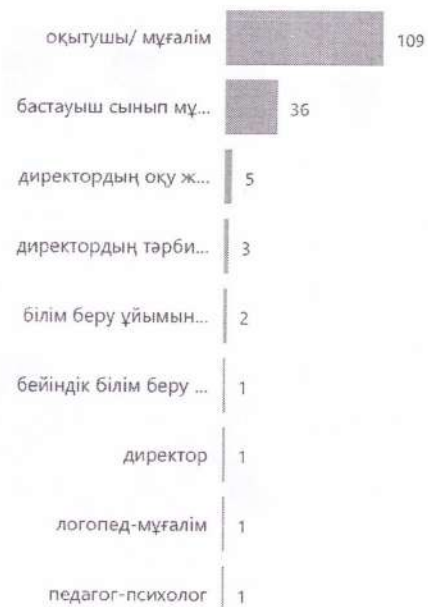 оқытушы/ мұғалім 109
бастауыш сынып мұ... 36
директордың оқу ж... 5
директордың тәрби... 3
білім беру ұйымын... 2
бейіндік білім беру ... 1
директор 1
логопед-мұғалім 1
педагог-психолог 1